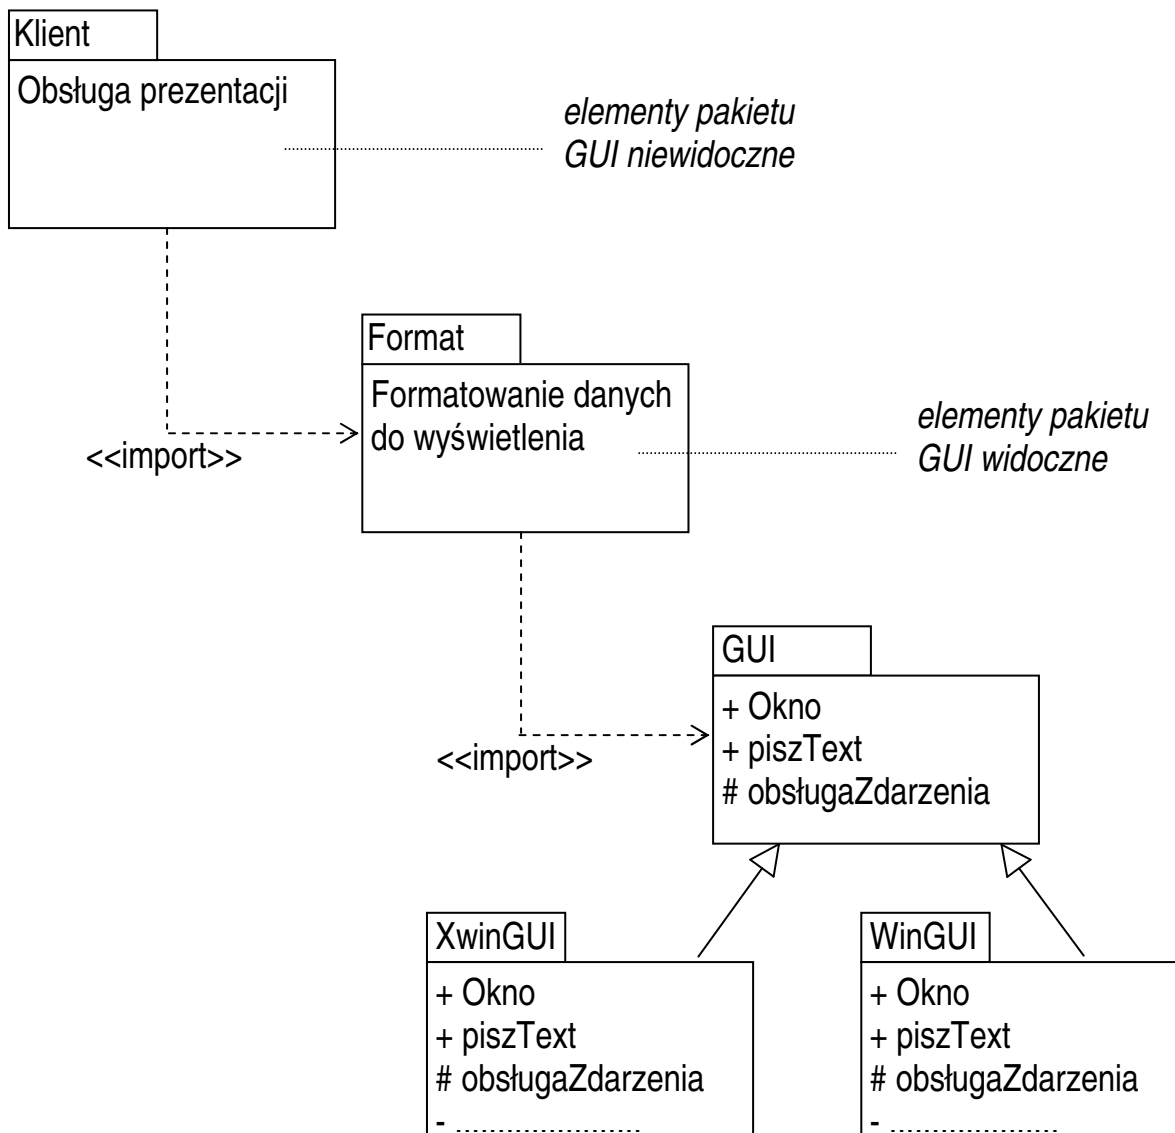 Klient
Obsługa prezentacji
elementy pakietu
GUI niewidoczne
<<import>>
Format
Formatowanie danych
do wyświetlenia
elementy pakietu
GUI widoczne
<<import>>
GUI
+ Okno
+ piszText
# obsługaZdarzenia
XwinGUI
+ Okno
+ piszText
# obsługaZdarzenia
- ......................
WinGUI
+ Okno
+ piszText
# obsługaZdarzenia
- ....................